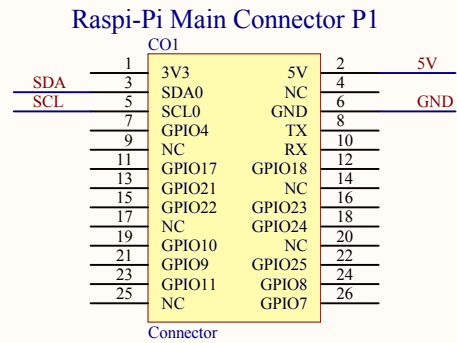 Raspi-Pi Main Connector P1
CO1
1 3V3 5V 2 5V
SDA 3 SDA0 NC 4
SCL 5 SCL0 GND 6 GND
7 GPIO4 TX 8
9 NC RX 10
11 GPIO17 GPIO18 12
13 GPIO21 NC 14
15 GPIO22 GPIO23 16
17 NC GPIO24 18
19 GPIO10 NC 20
21 GPIO9 GPIO25 22
23 GPIO11 GPIO8 24
25 NC GPIO7 26
Connector